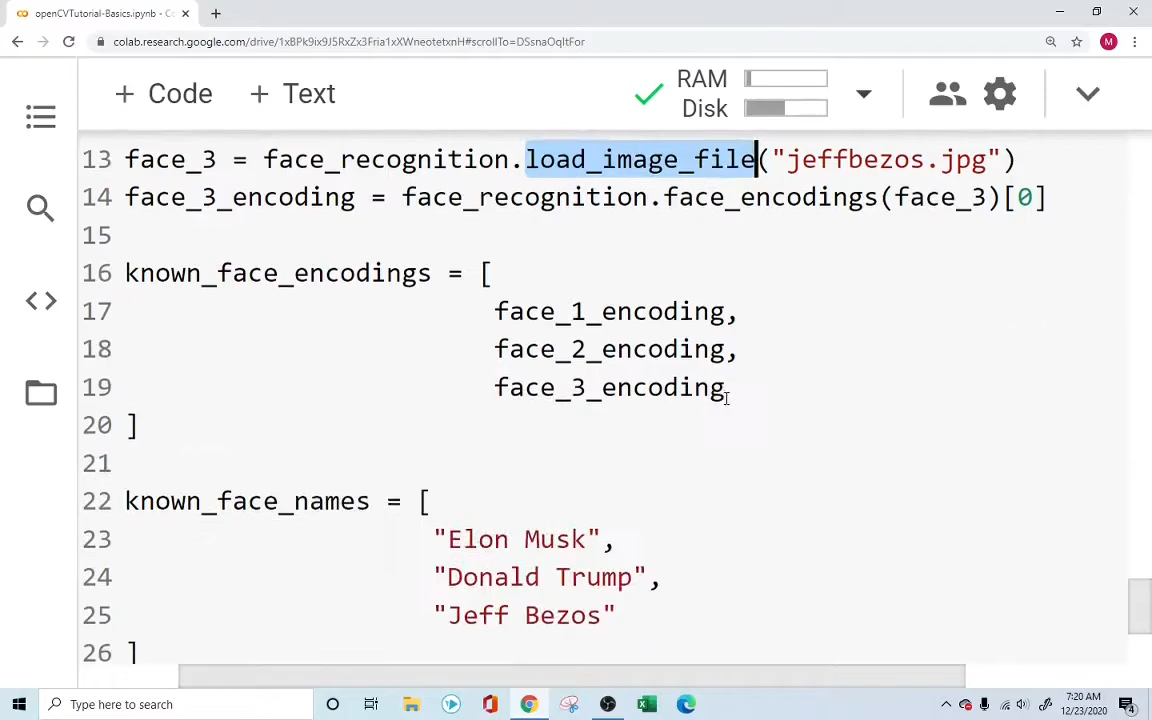 openCVTutorial-Basics.ipynb - Co
colab.research.google.com/drive/1xBPk9ix9J5RxZx3Fria1xXWneotetxnH#scrollTo=DSsnaOqItFor
M
+ Code + Text
RAM
Disk
13 face_3 = face_recognition.load_image_file("jeffbezos.jpg")
14 face_3_encoding = face_recognition.face_encodings(face_3)[0]
15
16 known_face_encodings = [
17 face_1_encoding,
18 face_2_encoding,
19 face_3_encoding
20 ]
21
22 known_face_names = [
23 "Elon Musk",
24 "Donald Trump",
25 "Jeff Bezos"
26 ]
Type here to search
7:20 AM
12/23/2020
4